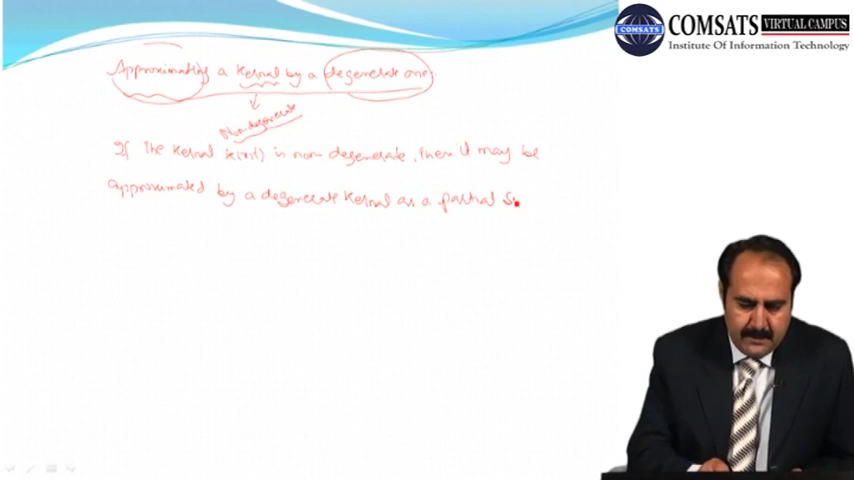 COMSATS VIRTUAL CAMPUS
Institute Of Information Technology
COMSATS
Approximating a Kernel by a degenerate one.
Non degenerate
If the Kernel K(x,t) is non degenerate, then it may be
approximated by a degenerate Kernel as a partial S